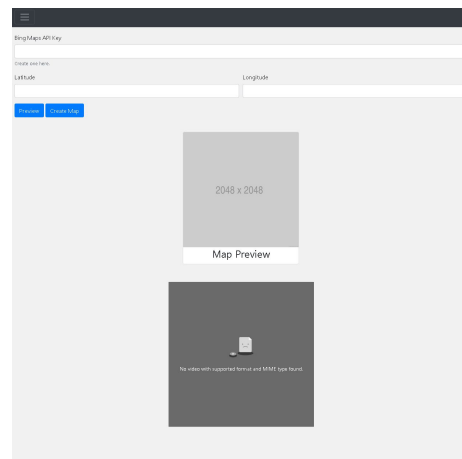 Bing Maps API Key
Create one here.
Latitude
Longitude
Preview
Create Map
2048 x 2048
Map Preview
No video with supported format and MIME type found.